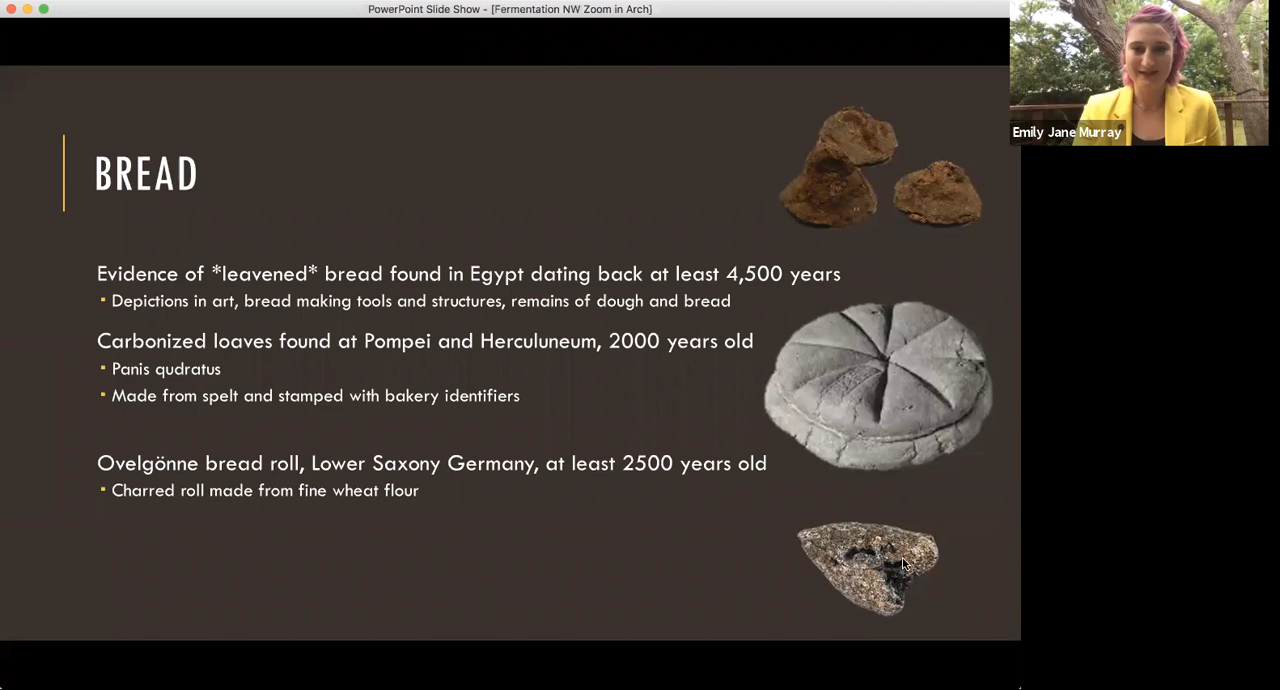 PowerPoint Slide Show - [Fermentation NW Zoom in Arch]
Emily Jane Murray
BREAD
Evidence of *leavened* bread found in Egypt dating back at least 4,500 years
▪ Depictions in art, bread making tools and structures, remains of dough and bread
Carbonized loaves found at Pompei and Herculuneum, 2000 years old
▪ Panis qudratus
▪ Made from spelt and stamped with bakery identifiers
Ovelgönne bread roll, Lower Saxony Germany, at least 2500 years old
▪ Charred roll made from fine wheat flour